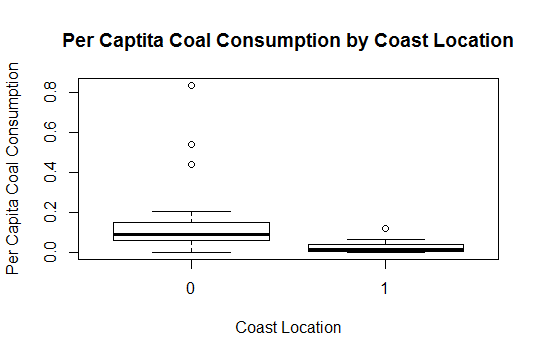 Per Captita Coal Consumption by Coast Location
Per Capita Coal Consumption
0.8
0.6
0.4
0.2
0.0
0
1
Coast Location